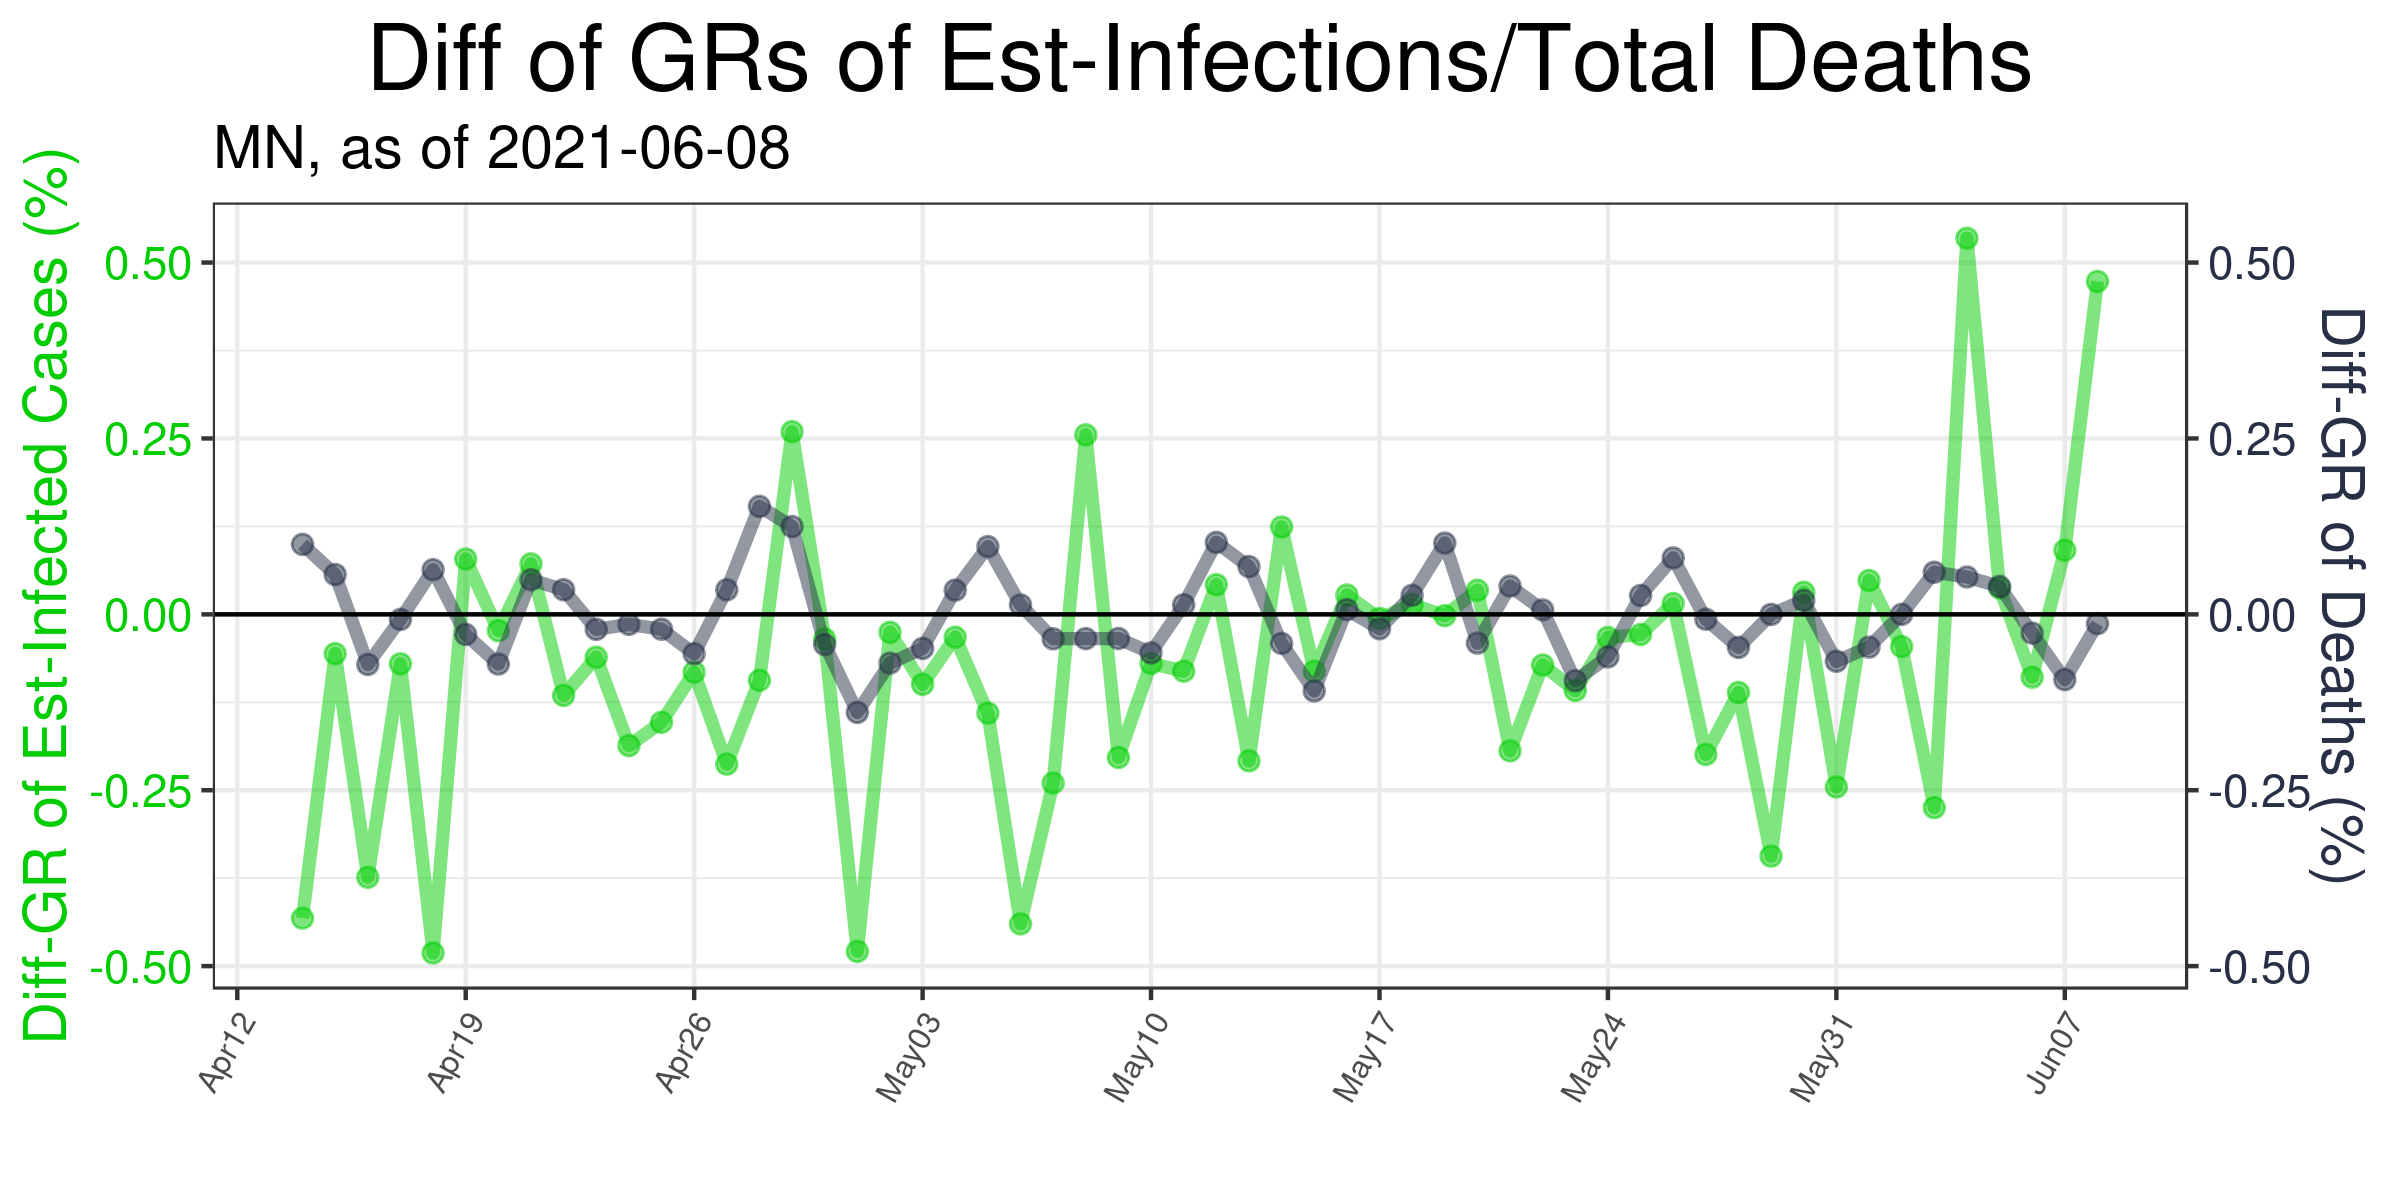 Diff of GRs of Est-Infections/Total Deaths
MN, as of 2021-06-08
Diff-GR of Est-Infected Cases (%)
0.50
0.25
0.00
-0.25
-0.50
0.50
0.25
0.00
-0.25
-0.50
Diff-GR of Deaths (%)
Apr12
Apr19
Apr26
May03
May10
May17
May24
May31
Jun07